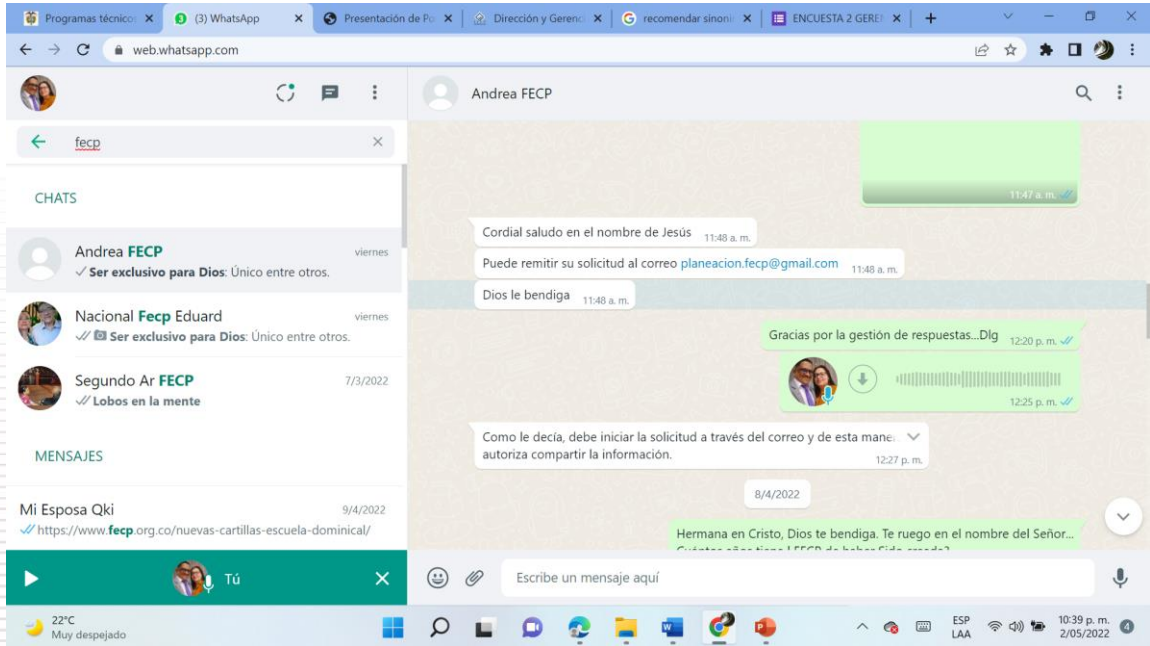 Programas técnico
(3) WhatsApp
Presentación de Pu
Dirección y Gerenci
recomendar sinoni
ENCUESTA 2 GERE
web.whatsapp.com
fecp
CHATS
Andrea FECP
viernes
✓ Ser exclusivo para Dios: Único entre otros.
Nacional Fecp Eduard
viernes
Ser exclusivo para Dios: Único entre otros.
Segundo Ar FECP
7/3/2022
Lobos en la mente
MENSAJES
Mi Esposa Qki
9/4/2022
https://www.fecp.org.co/nuevas-cartillas-escuela-dominical/
Tú
Andrea FECP
11:47 a. m.
Cordial saludo en el nombre de Jesús 11:48 a. m.
Puede remitir su solicitud al correo planeacion.fecp@gmail.com 11:48 a. m.
Dios le bendiga 11:48 a. m.
Gracias por la gestión de respuestas...Dlg 12:20 p. m.
12:25 p. m.
Como le decía, debe iniciar la solicitud a través del correo y de esta mane
autoriza compartir la información.
12:27 p. m.
8/4/2022
Hermana en Cristo, Dios te bendiga. Te ruego en el nombre del Señor...
Escribe un mensaje aquí
22°C
Muy despejado
ESP
LAA
10:39 p. m.
2/05/2022
4